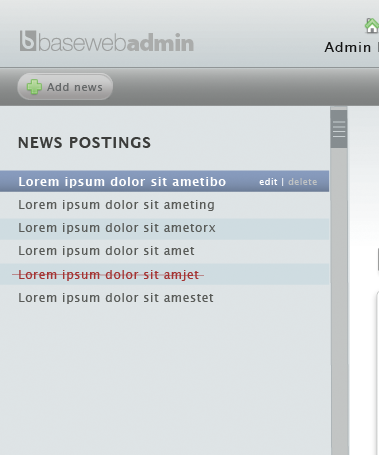 basewebadmin
Admin
Add news
NEWS POSTINGS
Lorem ipsum dolor sit ametibo
edit | delete
Lorem ipsum dolor sit ameting
Lorem ipsum dolor sit ametorx
Lorem ipsum dolor sit amet
Lorem ipsum dolor sit amjet
Lorem ipsum dolor sit amestet